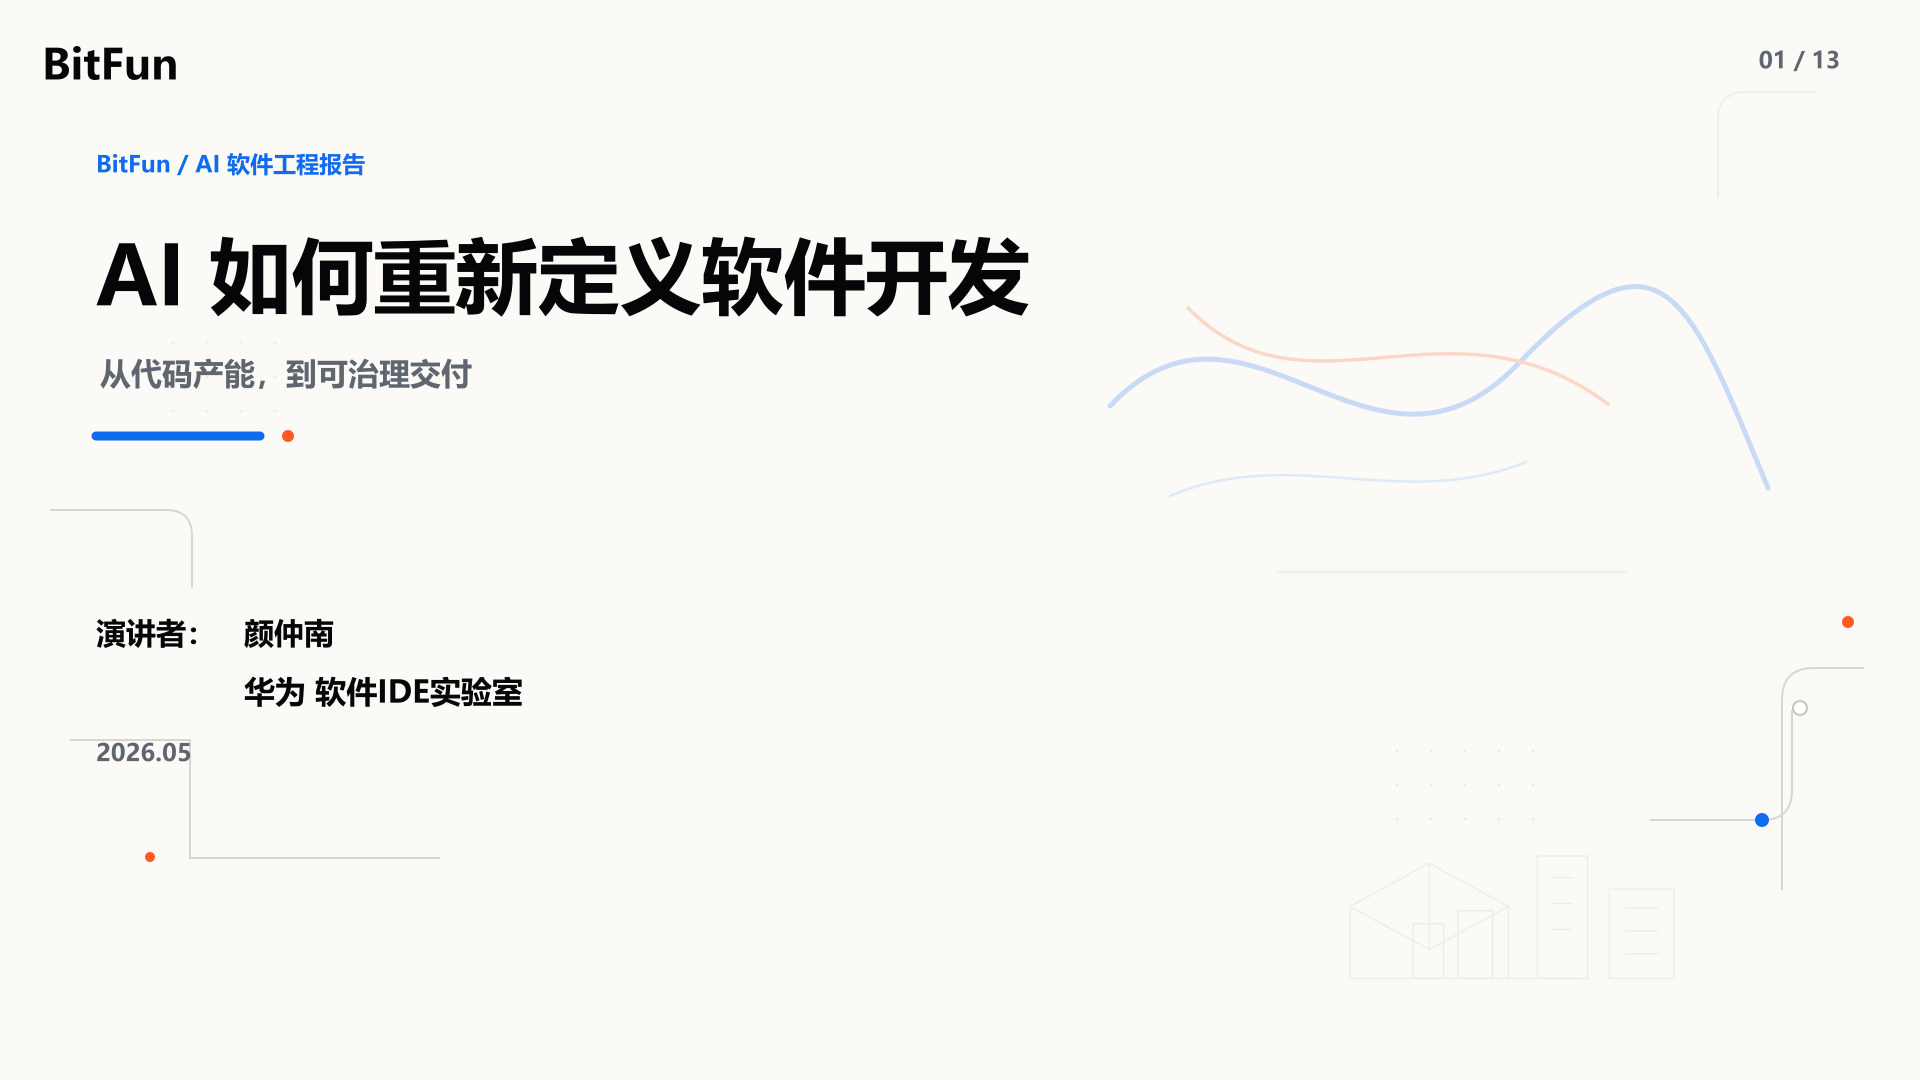 BitFun
01 / 13
BitFun / AI 软件工程报告
AI 如何重新定义软件开发
从代码产能，到可治理交付
演讲者： 颜仲南
华为 软件IDE实验室
2026.05